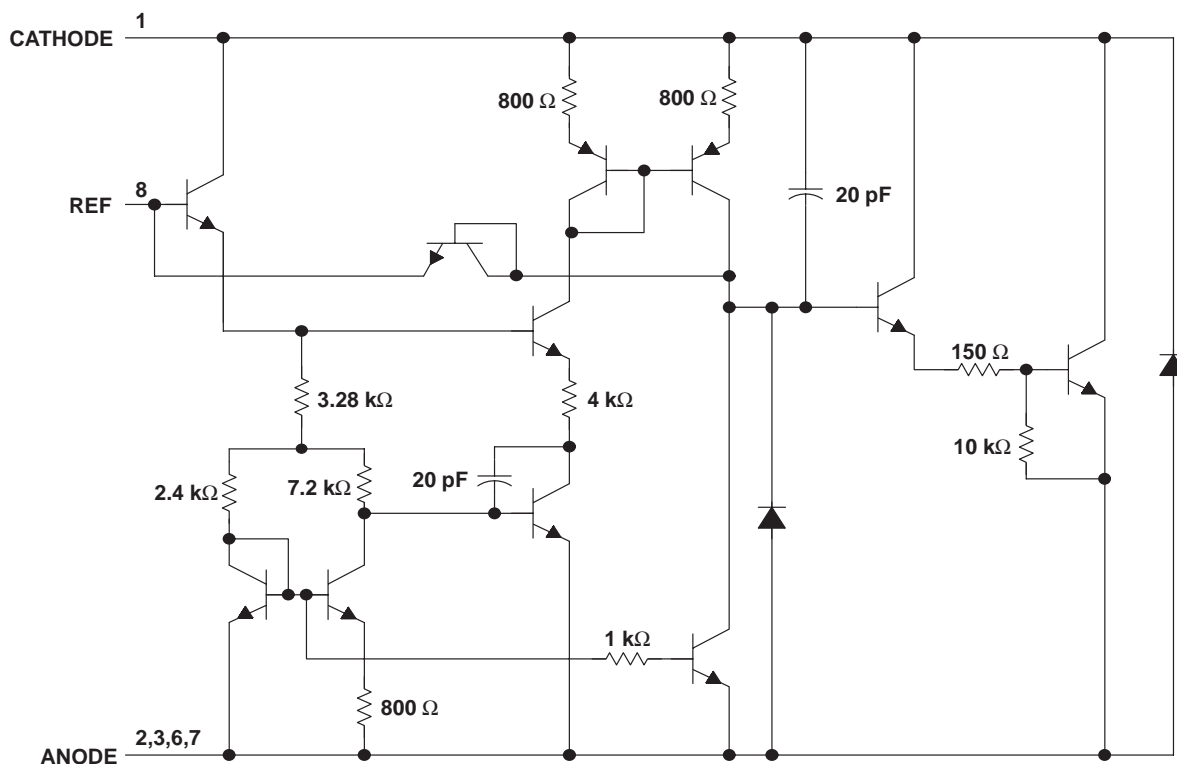 1
CATHODE
800 Ω
800 Ω
8
REF
20 pF
150 Ω
3.28 kΩ
4 kΩ
10 kΩ
2.4 kΩ
7.2 kΩ
20 pF
1 kΩ
800 Ω
2,3,6,7
ANODE